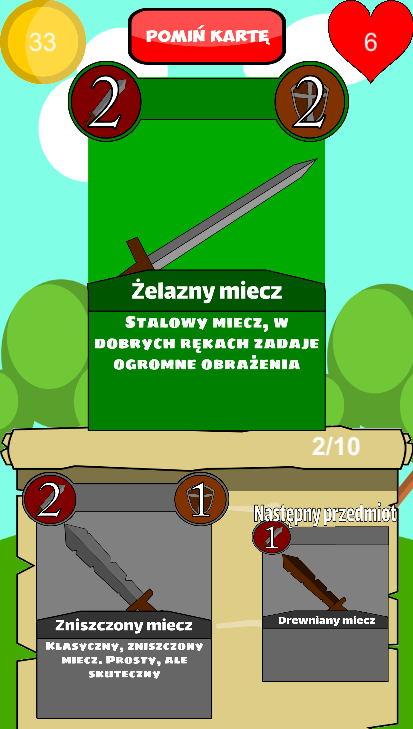 33
POMIŃ KARTĘ
6
2
2
Żelazny miecz
Stalowy miecz, w
dobrych rękach zadaje
ogromne obrażenia
2/10
2
1
Następny przedmiot
1
Zniszczony miecz
Klasyczny, zniszczony
miecz. Prosty, ale
skuteczny
Drewniany miecz